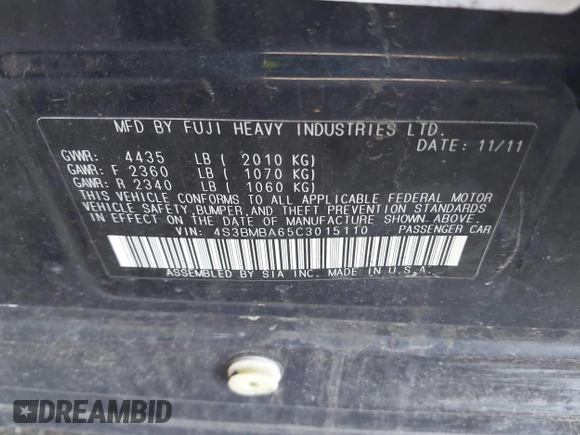 MFD BY FUJI HEAVY INDUSTRIES LTD.
DATE: 11/11
GVWR: 4435 LB ( 2010 KG)
GAWR: F 2360 LB ( 1070 KG)
GAWR: R 2340 LB ( 1060 KG)
THIS VEHICLE CONFORMS TO ALL APPLICABLE FEDERAL MOTOR
VEHICLE SAFETY, BUMPER, AND THEFT PREVENTION STANDARDS
IN EFFECT ON THE DATE OF MANUFACTURE SHOWN ABOVE.
VIN: 4S3BMBA65C3015110 PASSENGER CAR
ASSEMBLED BY SIA INC. MADE IN U.S.A.
DREAMBID